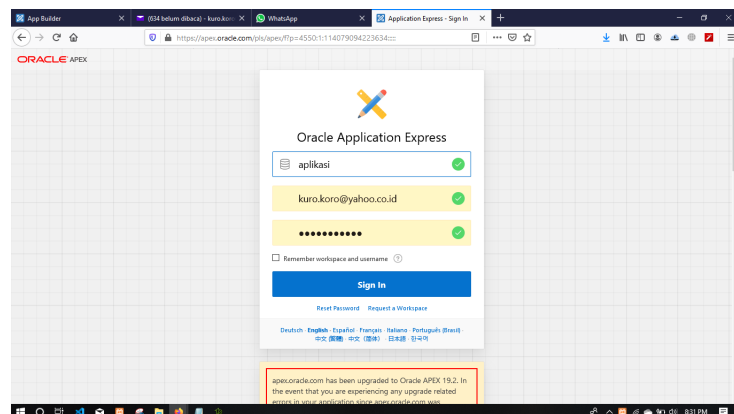 App Builder
(634 belum dibaca) - kuro.koro
WhatsApp
Application Express - Sign In
https://apex.oracle.com/pls/apex/f?p=4550:1:114079094223634:::::
ORACLE APEX
Oracle Application Express
aplikasi
kuro.koro@yahoo.co.id
Remember workspace and username
Sign In
Reset Password Request a Workspace
Deutsch · English · Español · Français · Italiano · Português (Brasil) ·
中文 (繁體) · 中文 (简体) · 日本語 · 한국어
apex.oracle.com has been upgraded to Oracle APEX 19.2. In
the event that you are experiencing any upgrade related
errors in your application since apex.oracle.com was
8:31 PM